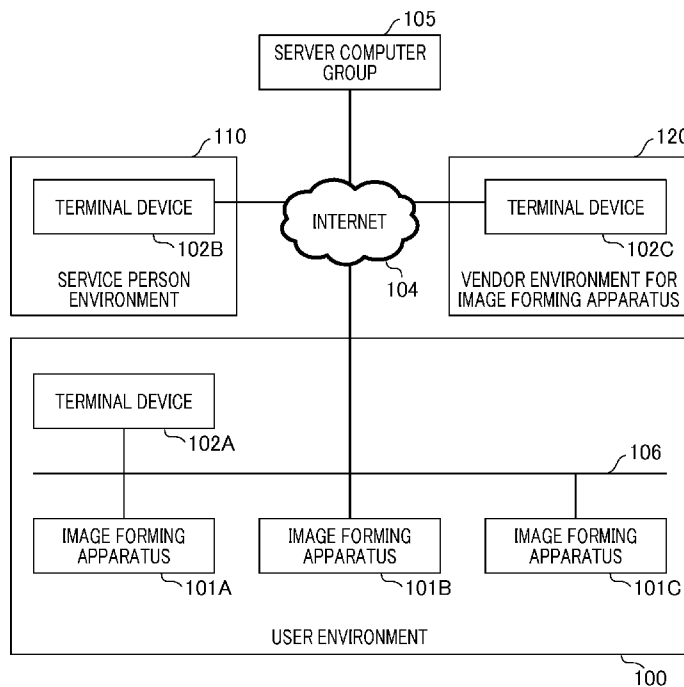 105
SERVER COMPUTER
GROUP
110
120
TERMINAL DEVICE
INTERNET
TERMINAL DEVICE
102B
102C
104
SERVICE PERSON
ENVIRONMENT
VENDOR ENVIRONMENT FOR
IMAGE FORMING APPARATUS
TERMINAL DEVICE
102A
106
IMAGE FORMING
APPARATUS
IMAGE FORMING
APPARATUS
IMAGE FORMING
APPARATUS
101A
101B
101C
USER ENVIRONMENT
100